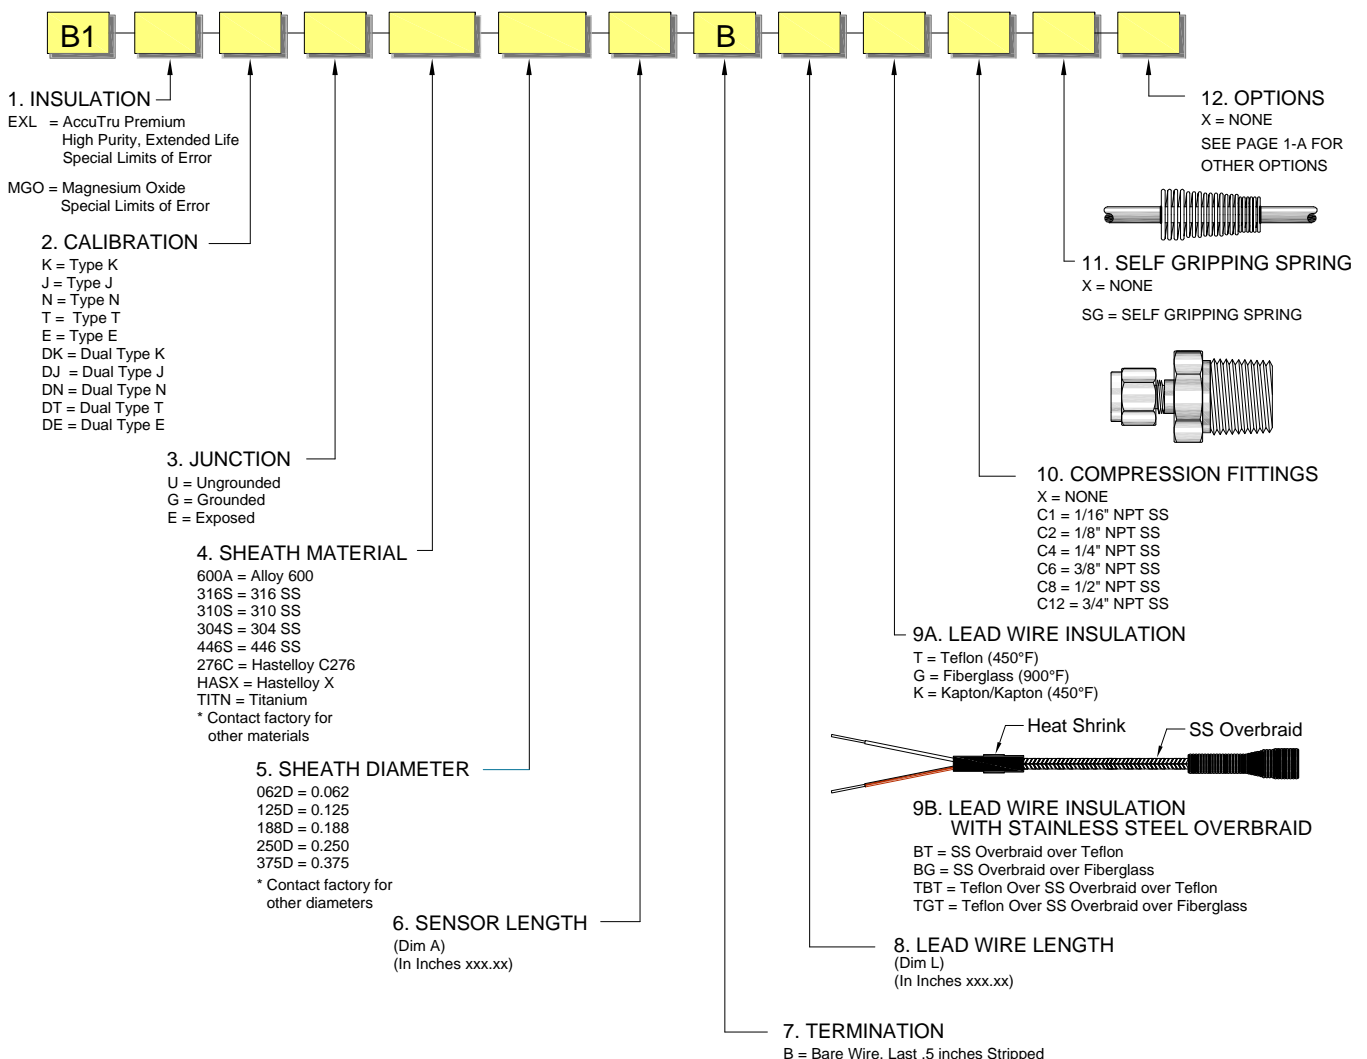 B1
B
1. INSULATION
EXL = AccuTru Premium
High Purity, Extended Life
Special Limits of Error
MGO = Magnesium Oxide
Special Limits of Error
2. CALIBRATION
K = Type K
J = Type J
N = Type N
T = Type T
E = Type E
DK = Dual Type K
DJ = Dual Type J
DN = Dual Type N
DT = Dual Type T
DE = Dual Type E
3. JUNCTION
U = Ungrounded
G = Grounded
E = Exposed
4. SHEATH MATERIAL
600A = Alloy 600
316S = 316 SS
310S = 310 SS
304S = 304 SS
446S = 446 SS
276C = Hastelloy C276
HASX = Hastelloy X
TITN = Titanium
* Contact factory for
other materials
5. SHEATH DIAMETER
062D = 0.062
125D = 0.125
188D = 0.188
250D = 0.250
375D = 0.375
* Contact factory for
other diameters
6. SENSOR LENGTH
(Dim A)
(In Inches xxx.xx)
7. TERMINATION
B = Bare Wire, Last .5 inches Stripped
8. LEAD WIRE LENGTH
(Dim L)
(In Inches xxx.xx)
9A. LEAD WIRE INSULATION
T = Teflon (450°F)
G = Fiberglass (900°F)
K = Kapton/Kapton (450°F)
Heat Shrink
SS Overbraid
9B. LEAD WIRE INSULATION
WITH STAINLESS STEEL OVERBRAID
BT = SS Overbraid over Teflon
BG = SS Overbraid over Fiberglass
TBT = Teflon Over SS Overbraid over Teflon
TGT = Teflon Over SS Overbraid over Fiberglass
10. COMPRESSION FITTINGS
X = NONE
C1 = 1/16" NPT SS
C2 = 1/8" NPT SS
C4 = 1/4" NPT SS
C6 = 3/8" NPT SS
C8 = 1/2" NPT SS
C12 = 3/4" NPT SS
11. SELF GRIPPING SPRING
X = NONE
SG = SELF GRIPPING SPRING
12. OPTIONS
X = NONE
SEE PAGE 1-A FOR
OTHER OPTIONS